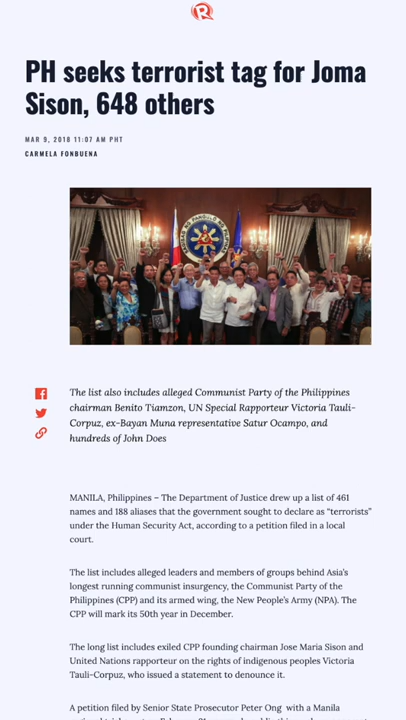 R
PH seeks terrorist tag for Joma
Sison, 648 others
MAR 9, 2018 11:07 AM PHT
CARMELA FONBUENA
The list also includes alleged Communist Party of the Philippines
chairman Benito Tiamzon, UN Special Rapporteur Victoria Tauli-
Corpuz, ex-Bayan Muna representative Satur Ocampo, and
hundreds of John Does
MANILA, Philippines – The Department of Justice drew up a list of 461
names and 188 aliases that the government sought to declare as “terrorists”
under the Human Security Act, according to a petition filed in a local
court.
The list includes alleged leaders and members of groups behind Asia’s
longest running communist insurgency, the Communist Party of the
Philippines (CPP) and its armed wing, the New People’s Army (NPA). The
CPP will mark its 50th year in December.
The long list includes exiled CPP founding chairman Jose Maria Sison and
United Nations rapporteur on the rights of indigenous peoples Victoria
Tauli-Corpuz, who issued a statement to denounce it.
A petition filed by Senior State Prosecutor Peter Ong with a Manila